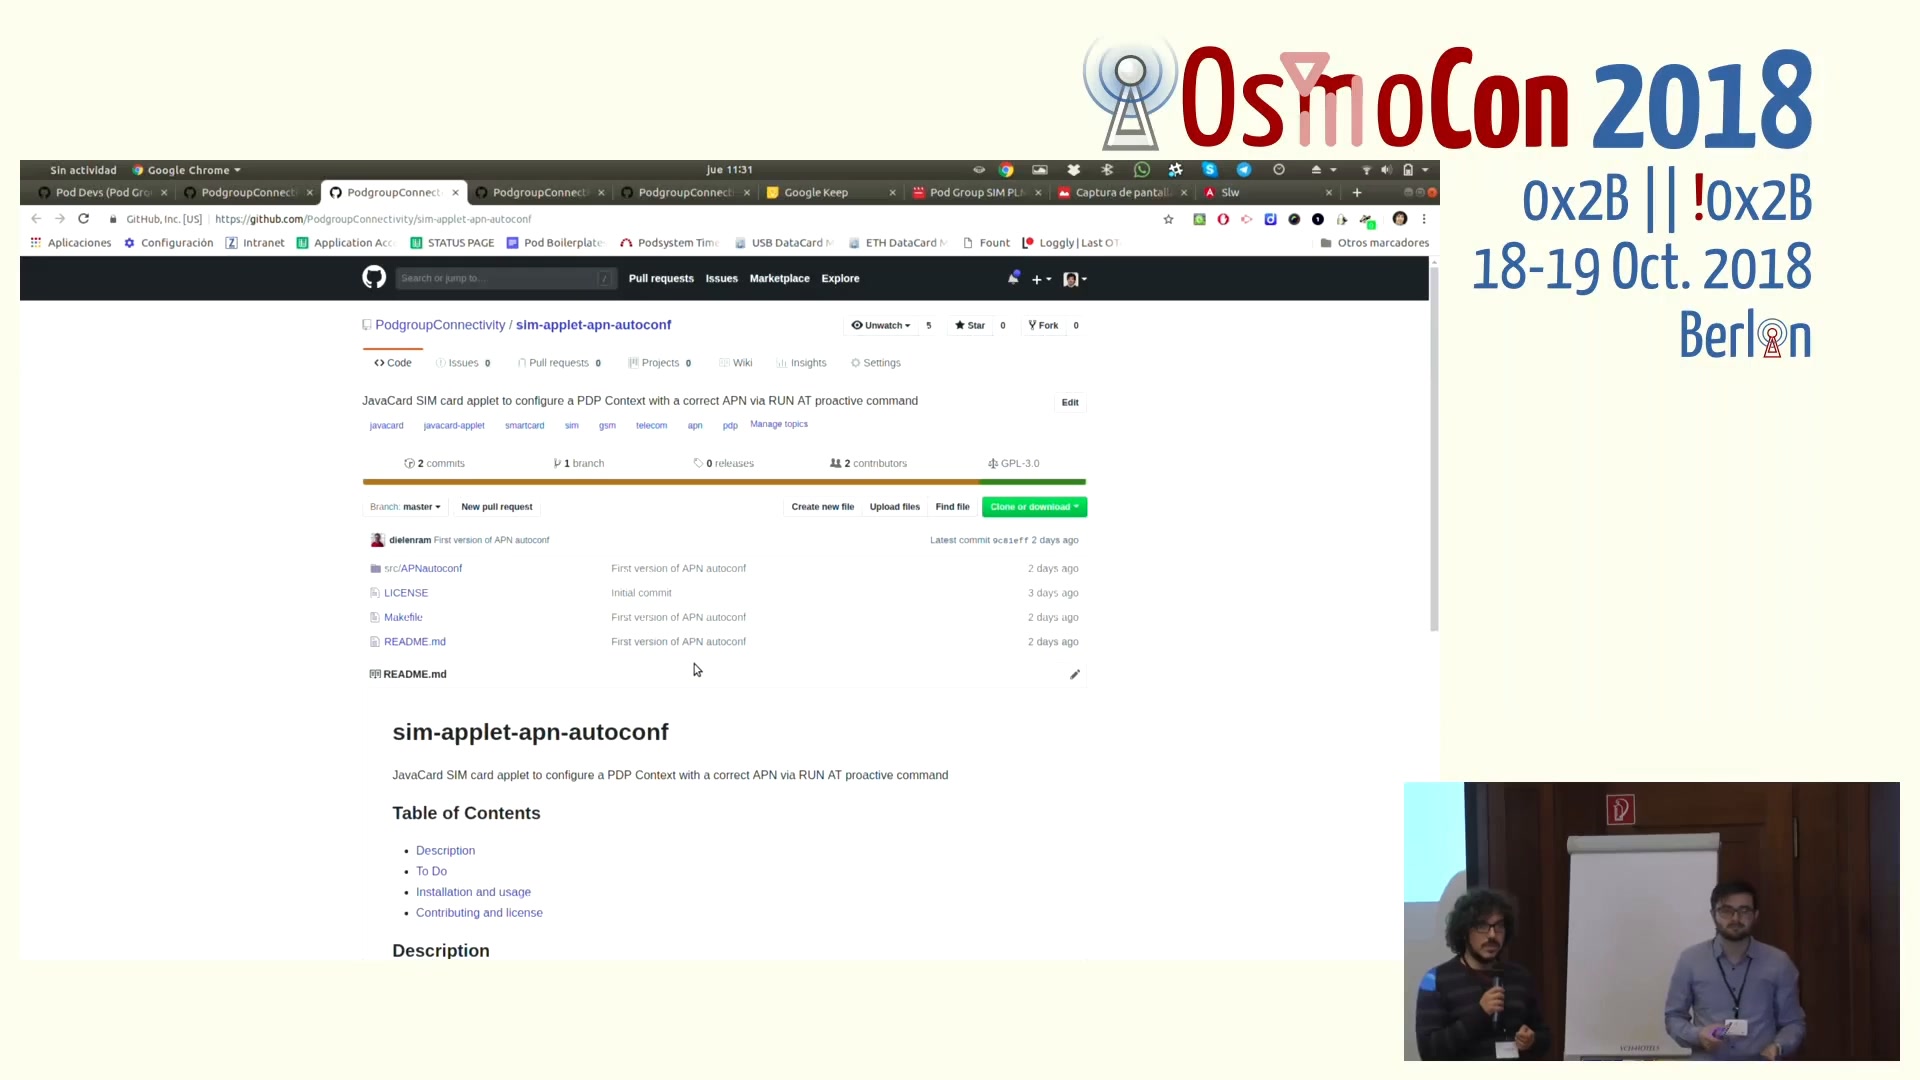 OsmoCon 2018
0x2B || !0x2B
18-19 Oct. 2018
Berlin
Sin actividad Google Chrome jue 11:31
Pod Devs (Pod Gro PodgroupConnecti PodgroupConnect PodgroupConnect PodgroupConnect Google Keep Pod Group SIM PLM Captura de pantall Slw
GitHub, Inc. [US] https://github.com/PodgroupConnectivity/sim-applet-apn-autoconf
Aplicaciones Configuración Intranet Application Acc STATUS PAGE Pod Boilerplate Podsystem Time USB DataCard M ETH DataCard M Fount Loggly | Last OT Otros marcadores
Search or jump to... / Pull requests Issues Marketplace Explore
PodgroupConnectivity / sim-applet-apn-autoconf Unwatch 5 Star 0 Fork 0
Code Issues 0 Pull requests 0 Projects 0 Wiki Insights Settings
JavaCard SIM card applet to configure a PDP Context with a correct APN via RUN AT proactive command Edit
javacard javacard-applet smartcard sim gsm telecom apn pdp Manage topics
2 commits 1 branch 0 releases 2 contributors GPL-3.0
Branch: master New pull request Create new file Upload files Find file Clone or download
dielenram First version of APN autoconf Latest commit 9c81eff 2 days ago
src/APNautoconf First version of APN autoconf 2 days ago
LICENSE Initial commit 3 days ago
Makefile First version of APN autoconf 2 days ago
README.md First version of APN autoconf 2 days ago
README.md
sim-applet-apn-autoconf
JavaCard SIM card applet to configure a PDP Context with a correct APN via RUN AT proactive command
Table of Contents
Description
To Do
Installation and usage
Contributing and license
Description